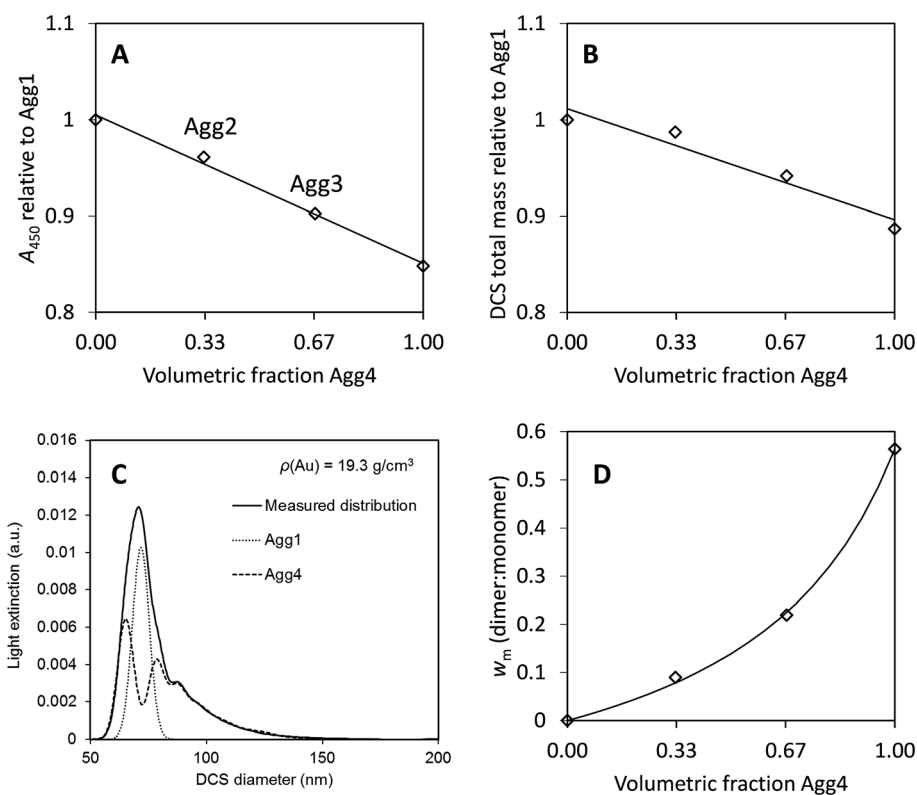 A
A450 relative to Agg1
1.1
1
0.9
0.8
Agg2
Agg3
0.00
0.33
0.67
1.00
Volumetric fraction Agg4
B
DCS total mass relative to Agg1
1.1
1
0.9
0.8
0.00
0.33
0.67
1.00
Volumetric fraction Agg4
C
Light extinction (a.u.)
0.016
0.014
0.012
0.01
0.008
0.006
0.004
0.002
0
ρ(Au) = 19.3 g/cm³
Measured distribution
Agg1
Agg4
50
100
150
200
DCS diameter (nm)
D
wm (dimer:monomer)
0.6
0.5
0.4
0.3
0.2
0.1
0
0.00
0.33
0.67
1.00
Volumetric fraction Agg4